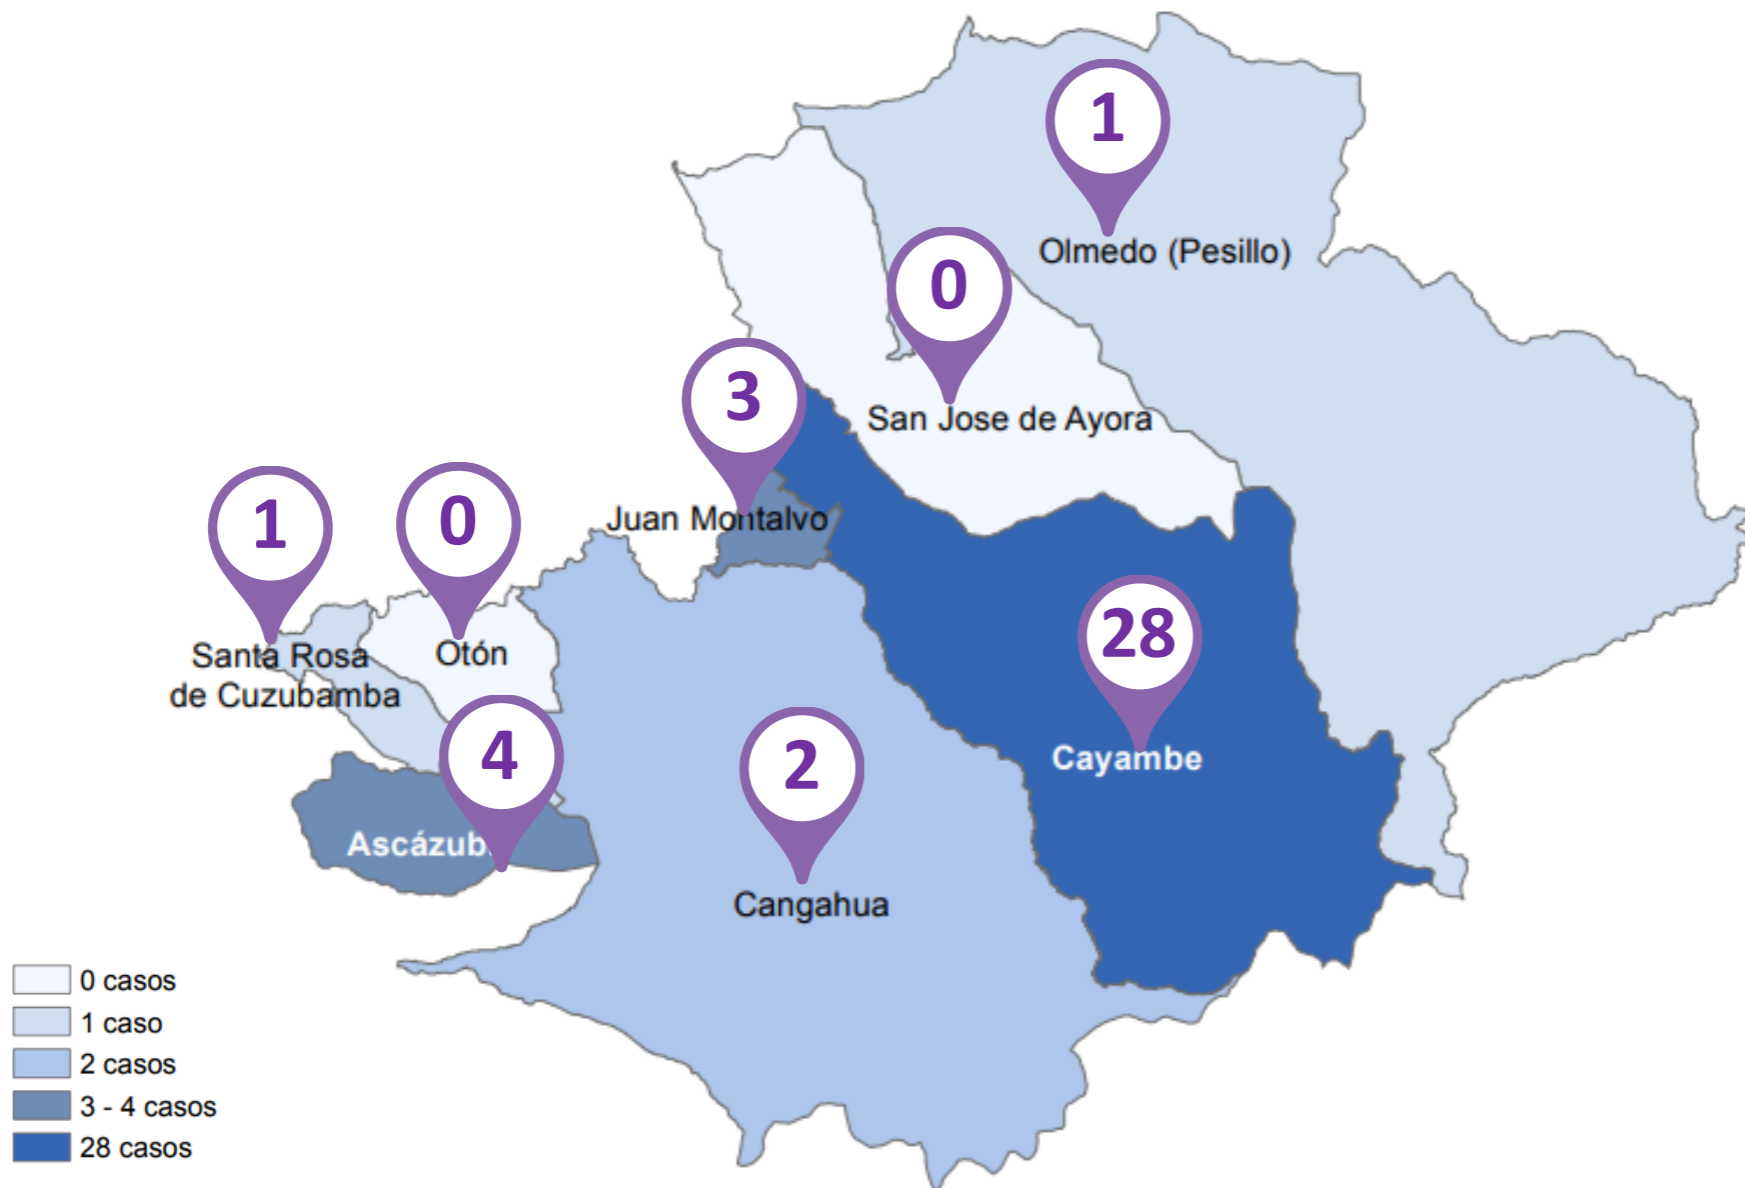 1
Olmedo (Pesillo)
0
San Jose de Ayora
3
Juan Montalvo
1
Santa Rosa
de Cuzubamba
0
Otón
28
Cayambe
4
Ascázub
2
Cangahua
0 casos
1 caso
2 casos
3 - 4 casos
28 casos